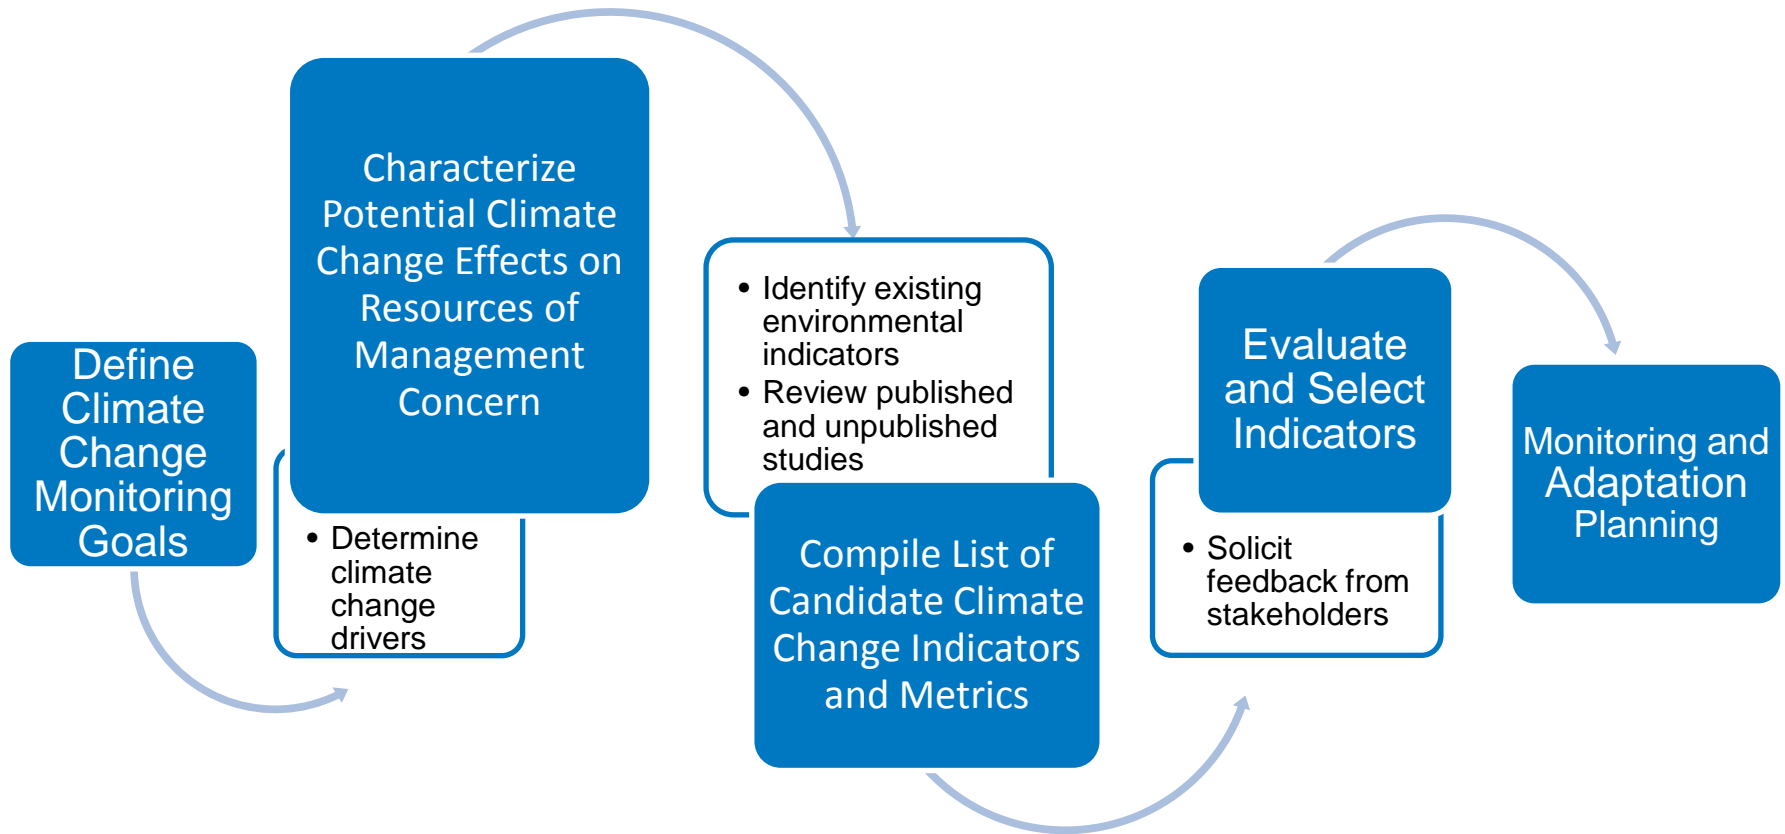 Define
Climate
Change
Monitoring
Goals
Characterize
Potential Climate
Change Effects on
Resources of
Management
Concern
• Determine
climate
change
drivers
• Identify existing
environmental
indicators
• Review published
and unpublished
studies
Compile List of
Candidate Climate
Change Indicators
and Metrics
Evaluate
and Select
Indicators
• Solicit
feedback from
stakeholders
Monitoring and
Adaptation
Planning